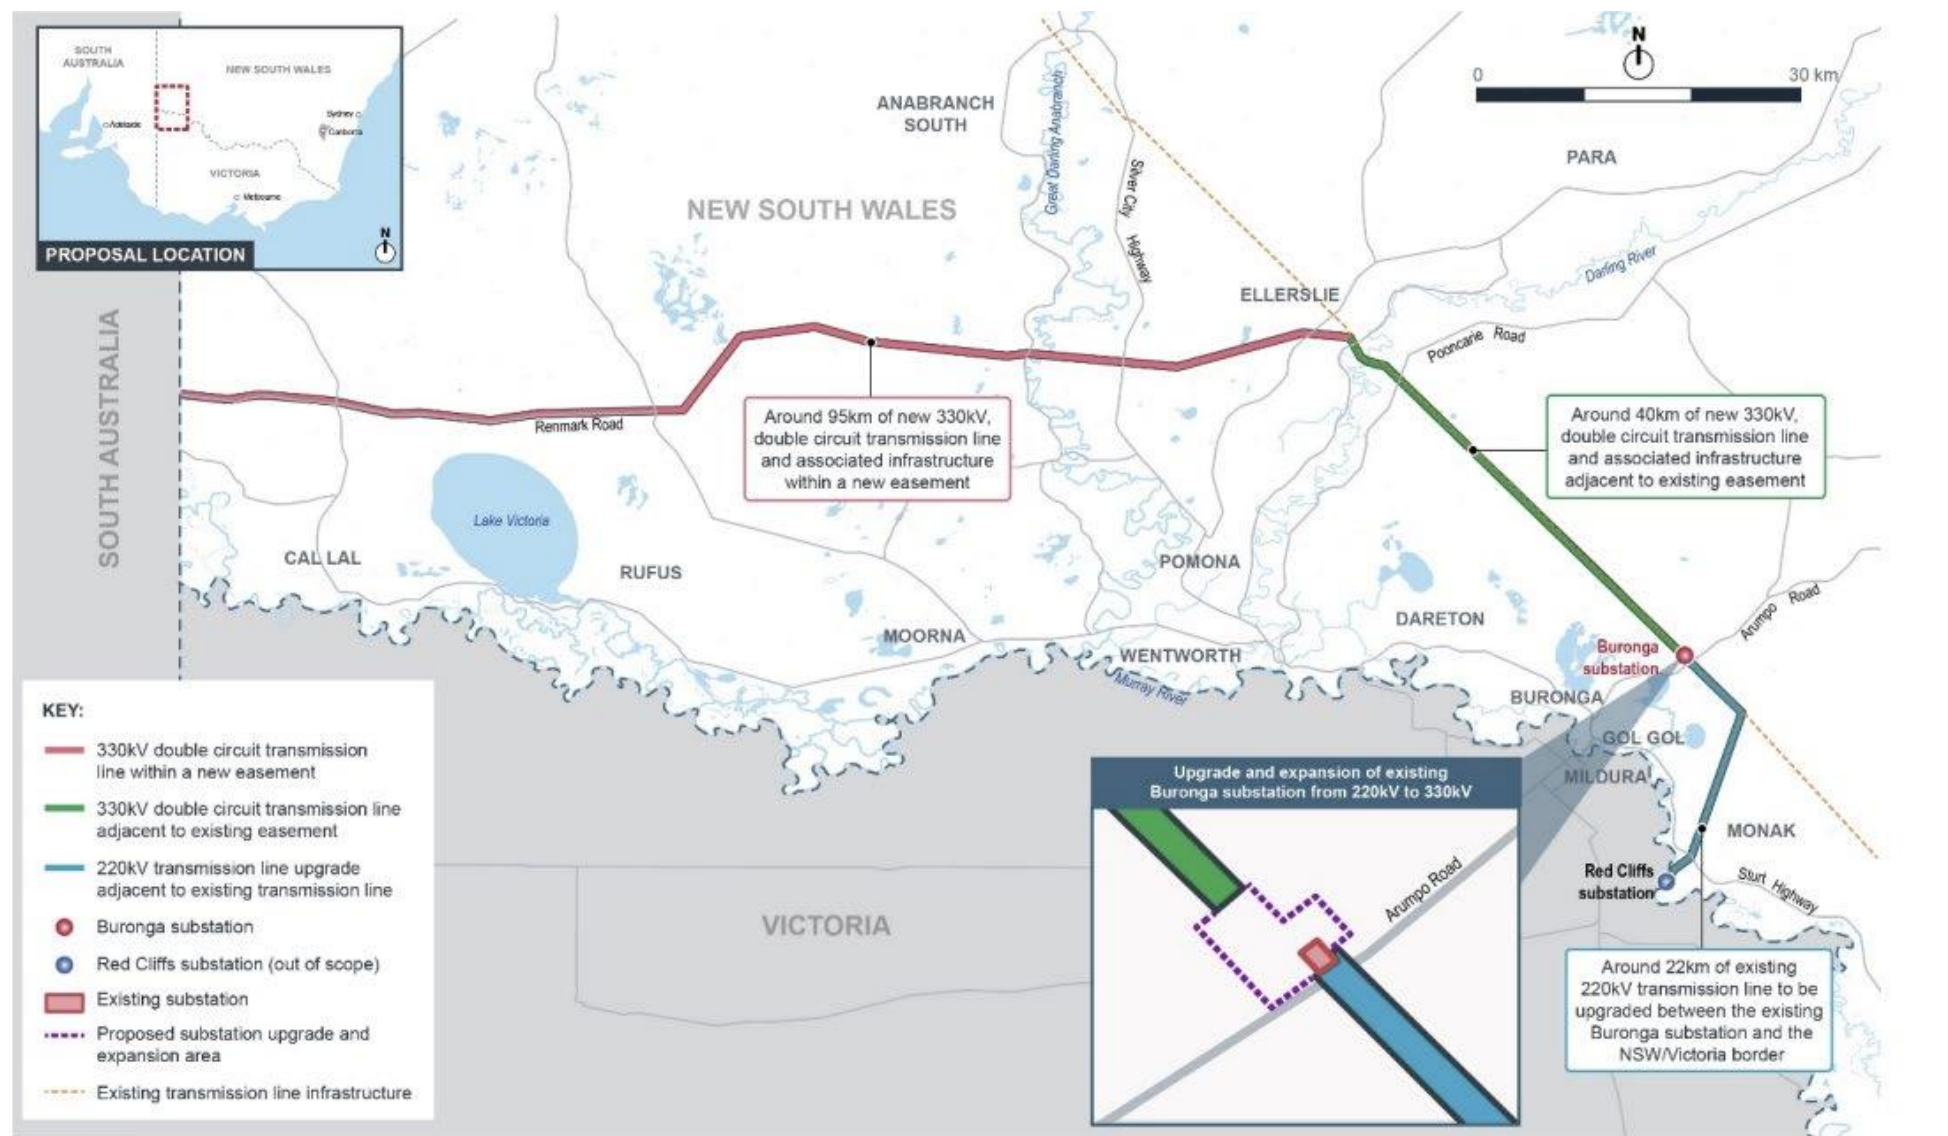 SOUTH
AUSTRALIA
NEW SOUTH WALES
Adelaide
Sydney
Canberra
VICTORIA
Melbourne
N
PROPOSAL LOCATION
N
0
30 km
ANABRANCH
SOUTH
Great Darling Anabranch
Silver City Highway
PARA
NEW SOUTH WALES
Darling River
ELLERSLIE
Pooncarie Road
SOUTH AUSTRALIA
Renmark Road
Around 95km of new 330kV,
double circuit transmission line
and associated infrastructure
within a new easement
Around 40km of new 330kV,
double circuit transmission line
and associated infrastructure
adjacent to existing easement
Lake Victoria
CAL LAL
RUFUS
POMONA
MOORNA
WENTWORTH
Murray River
DARETON
Arumpo Road
Buronga
substation
BURONGA
GOL GOL
MILDURA
MONAK
Red Cliffs
substation
Sturt Highway
VICTORIA
Around 22km of existing
220kV transmission line to be
upgraded between the existing
Buronga substation and the
NSW/Victoria border
Upgrade and expansion of existing
Buronga substation from 220kV to 330kV
Arumpo Road
KEY:
330kV double circuit transmission
line within a new easement
330kV double circuit transmission line
adjacent to existing easement
220kV transmission line upgrade
adjacent to existing transmission line
Buronga substation
Red Cliffs substation (out of scope)
Existing substation
Proposed substation upgrade and
expansion area
Existing transmission line infrastructure